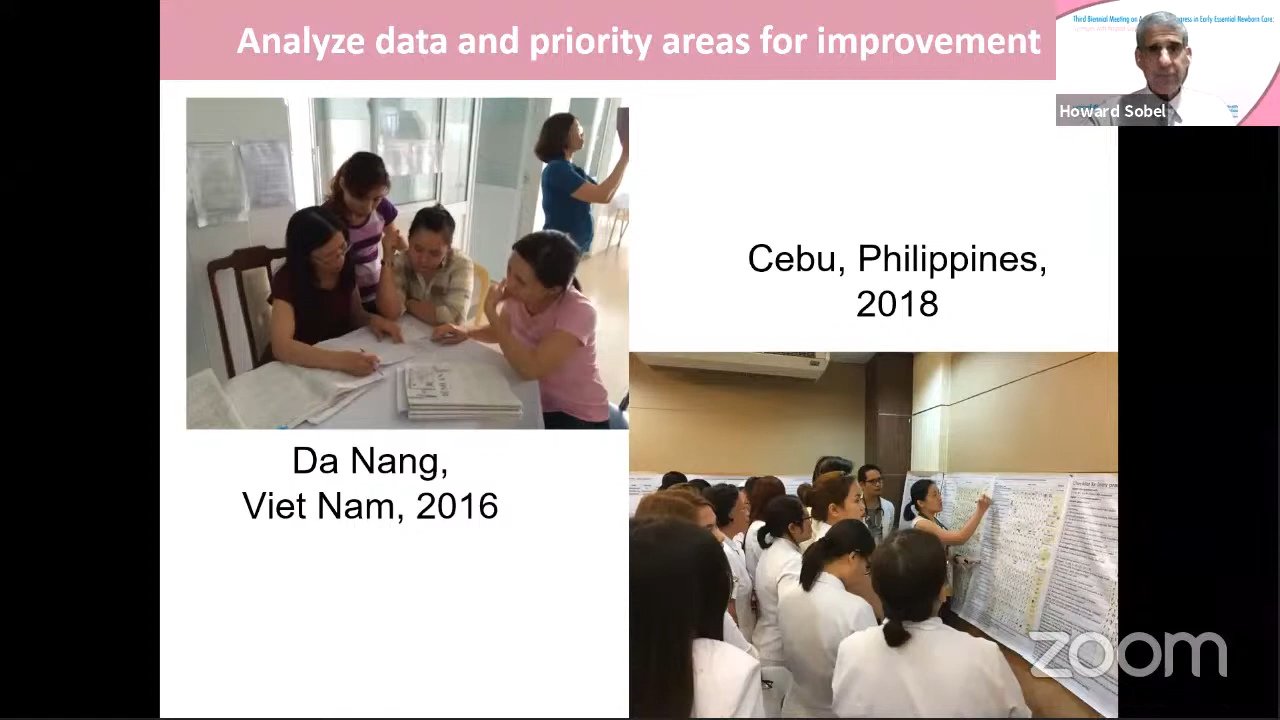 Analyze data and priority areas for improvement
Third Biennial Meeting on
ogress in Early Essential Newborn Care:
Howard Sobel
Cebu, Philippines,
2018
Da Nang,
Viet Nam, 2016
zoom